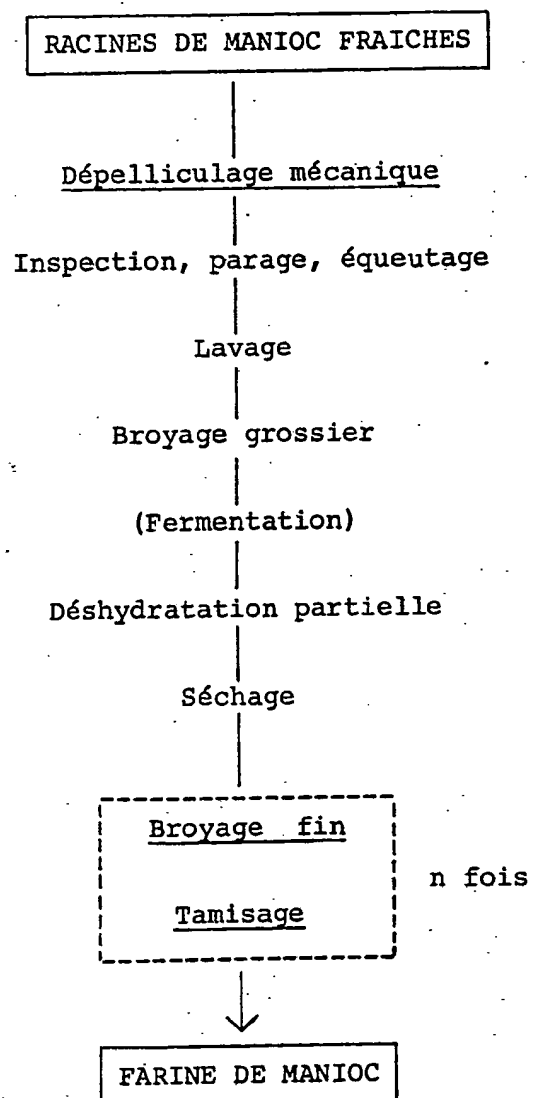 RACINES DE MANIOC FRAICHES
Dépelliculage mécanique
Inspection, parage, équeutage
Lavage
Broyage grossier
(Fermentation)
Déshydratation partielle
Séchage
Broyage fin
n fois
Tamisage
FARINE DE MANIOC